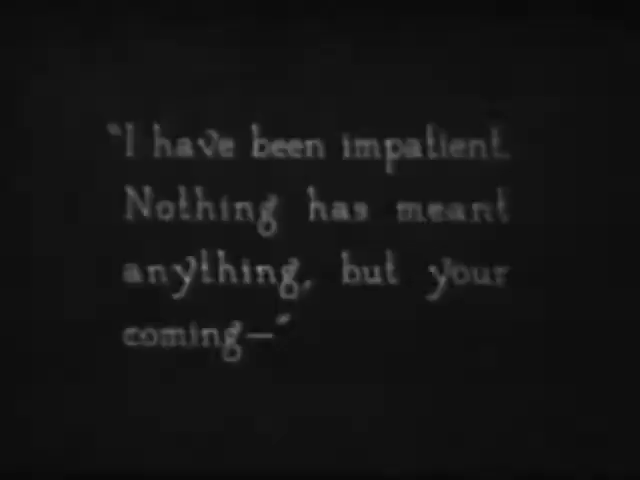 "I have been impatient.
Nothing has meant
anything, but your
coming—"